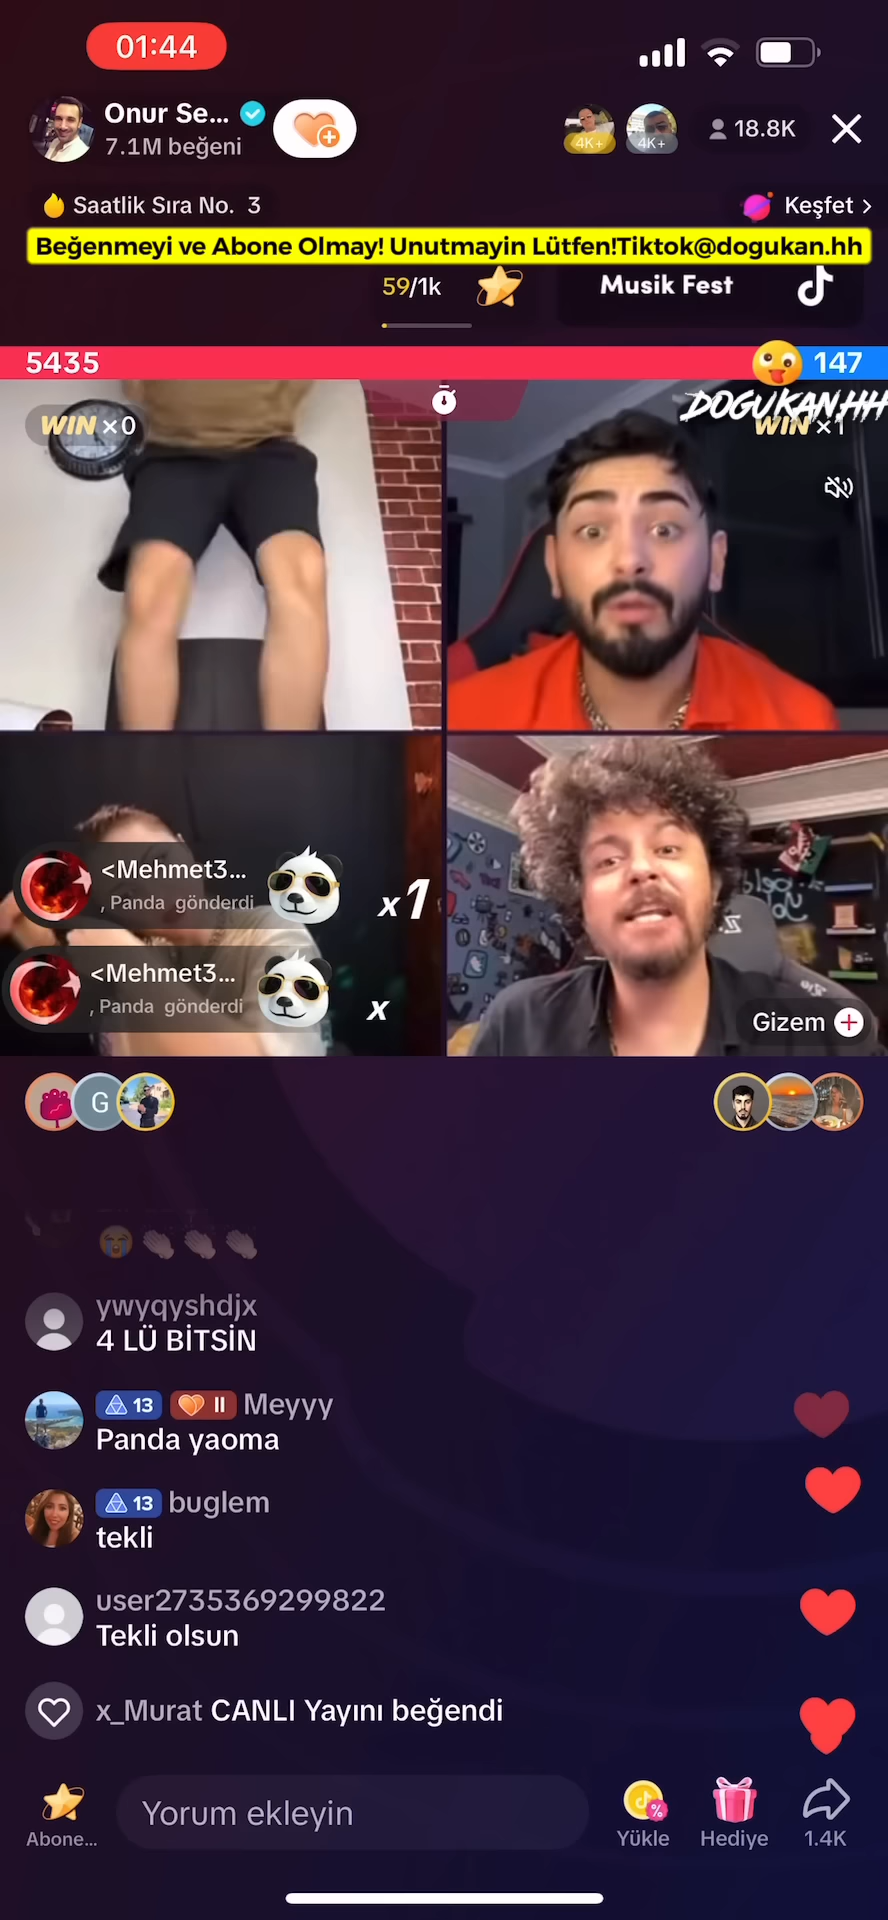 01:44
Onur Se...
7.1M beğeni
4K+
4K+
18.8K
Saatlik Sıra No. 3
Keşfet >
Beğenmeyi ve Abone Olmay! Unutmayin Lütfen!Tiktok@dogukan.hh
59/1k
Musik Fest
5435
147
WIN x0
DOGUKAN.HH
WIN x1
<Mehmet3...
, Panda gönderdi
x1
<Mehmet3...
, Panda gönderdi
x
Gizem +
G
ywyqyshdjx
4 LÜ BİTSİN
13 II Meyyy
Panda yaoma
13 buglem
tekli
user2735369299822
Tekli olsun
x_Murat CANLI Yayını beğendi
Abone...
Yorum ekleyin
Yükle
Hediye
1.4K